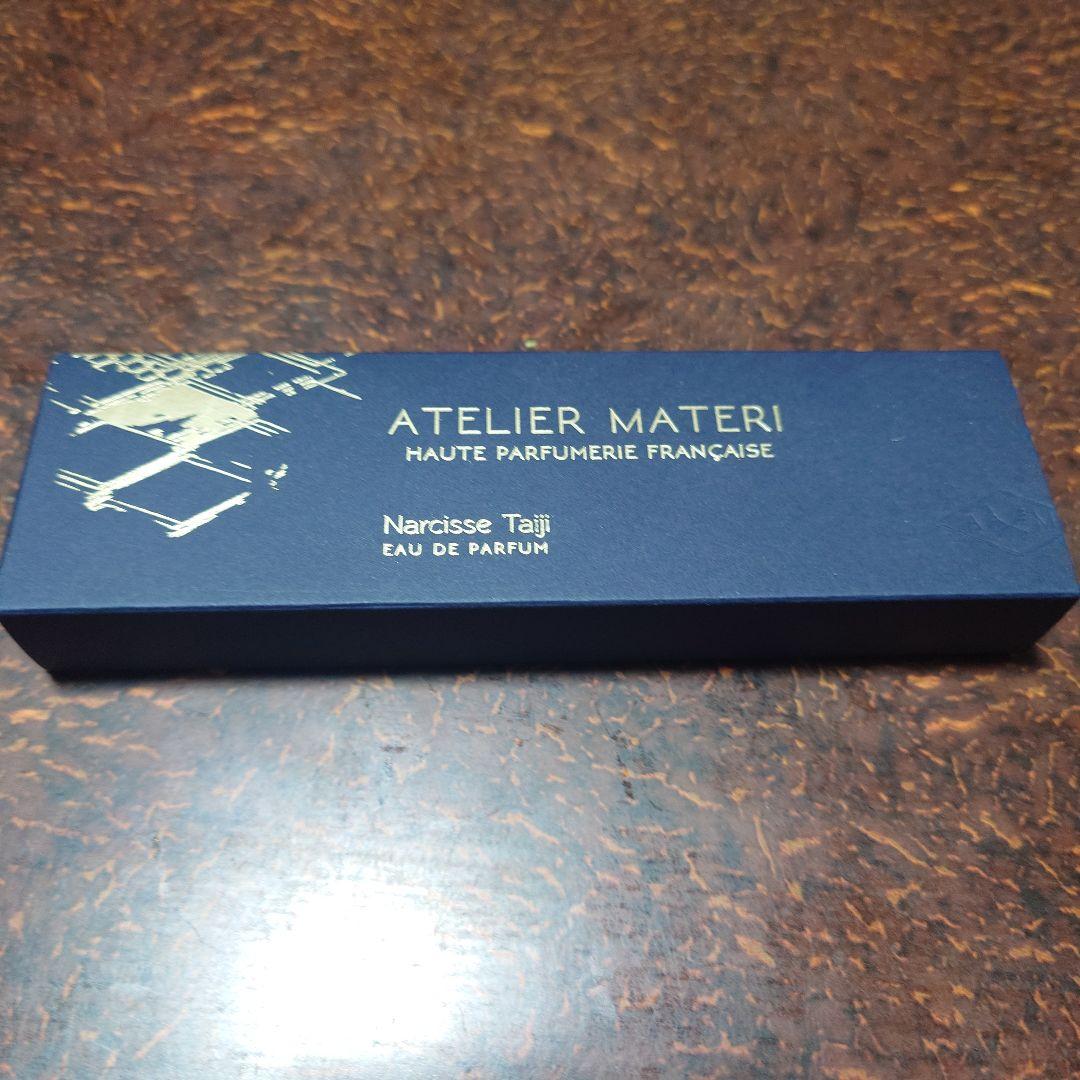 ATELIER MATERI
HAUTE PARFUMERIE FRANÇAISE
Narcisse Taiji
EAU DE PARFUM